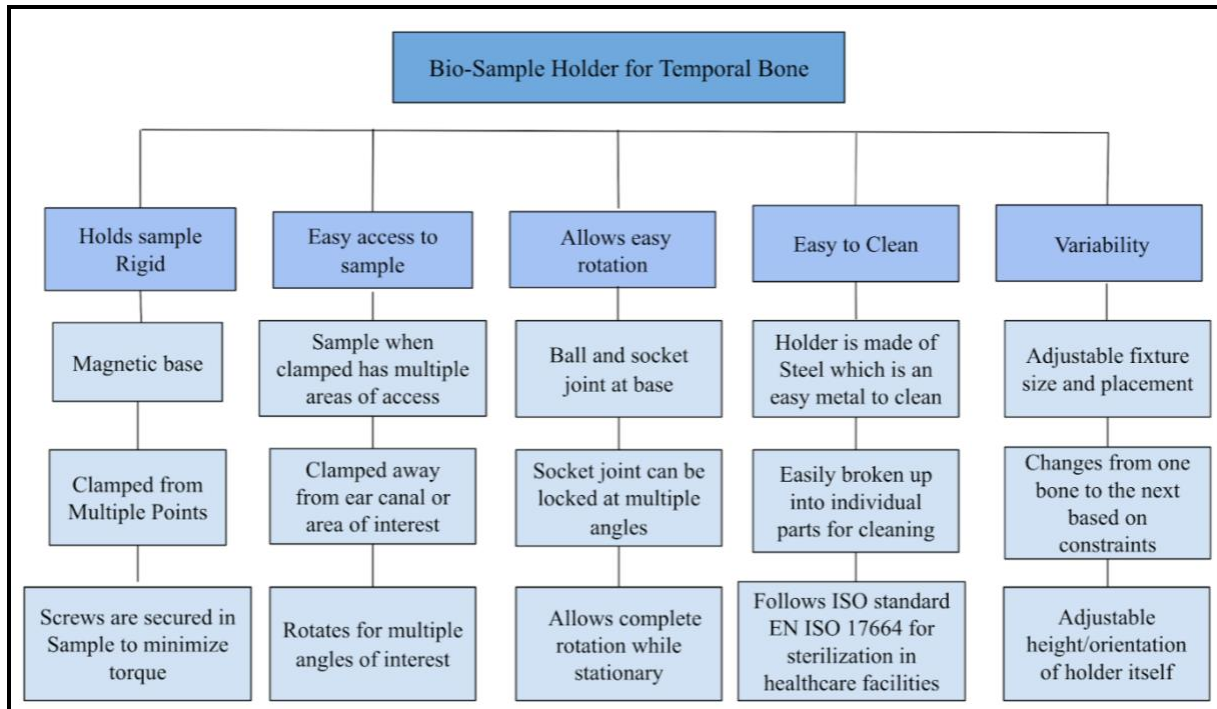 Bio-Sample Holder for Temporal Bone
Holds sample
Rigid
Easy access to
sample
Allows easy
rotation
Easy to Clean
Variability
Magnetic base
Sample when
clamped has multiple
areas of access
Ball and socket
joint at base
Holder is made of
Steel which is an
easy metal to clean
Adjustable fixture
size and placement
Clamped from
Multiple Points
Clamped away
from ear canal or
area of interest
Socket joint can be
locked at multiple
angles
Easily broken up
into individual
parts for cleaning
Changes from one
bone to the next
based on
constraints
Screws are secured in
Sample to minimize
torque
Rotates for multiple
angles of interest
Allows complete
rotation while
stationary
Follows ISO standard
EN ISO 17664 for
sterilization in
healthcare facilities
Adjustable
height/orientation
of holder itself